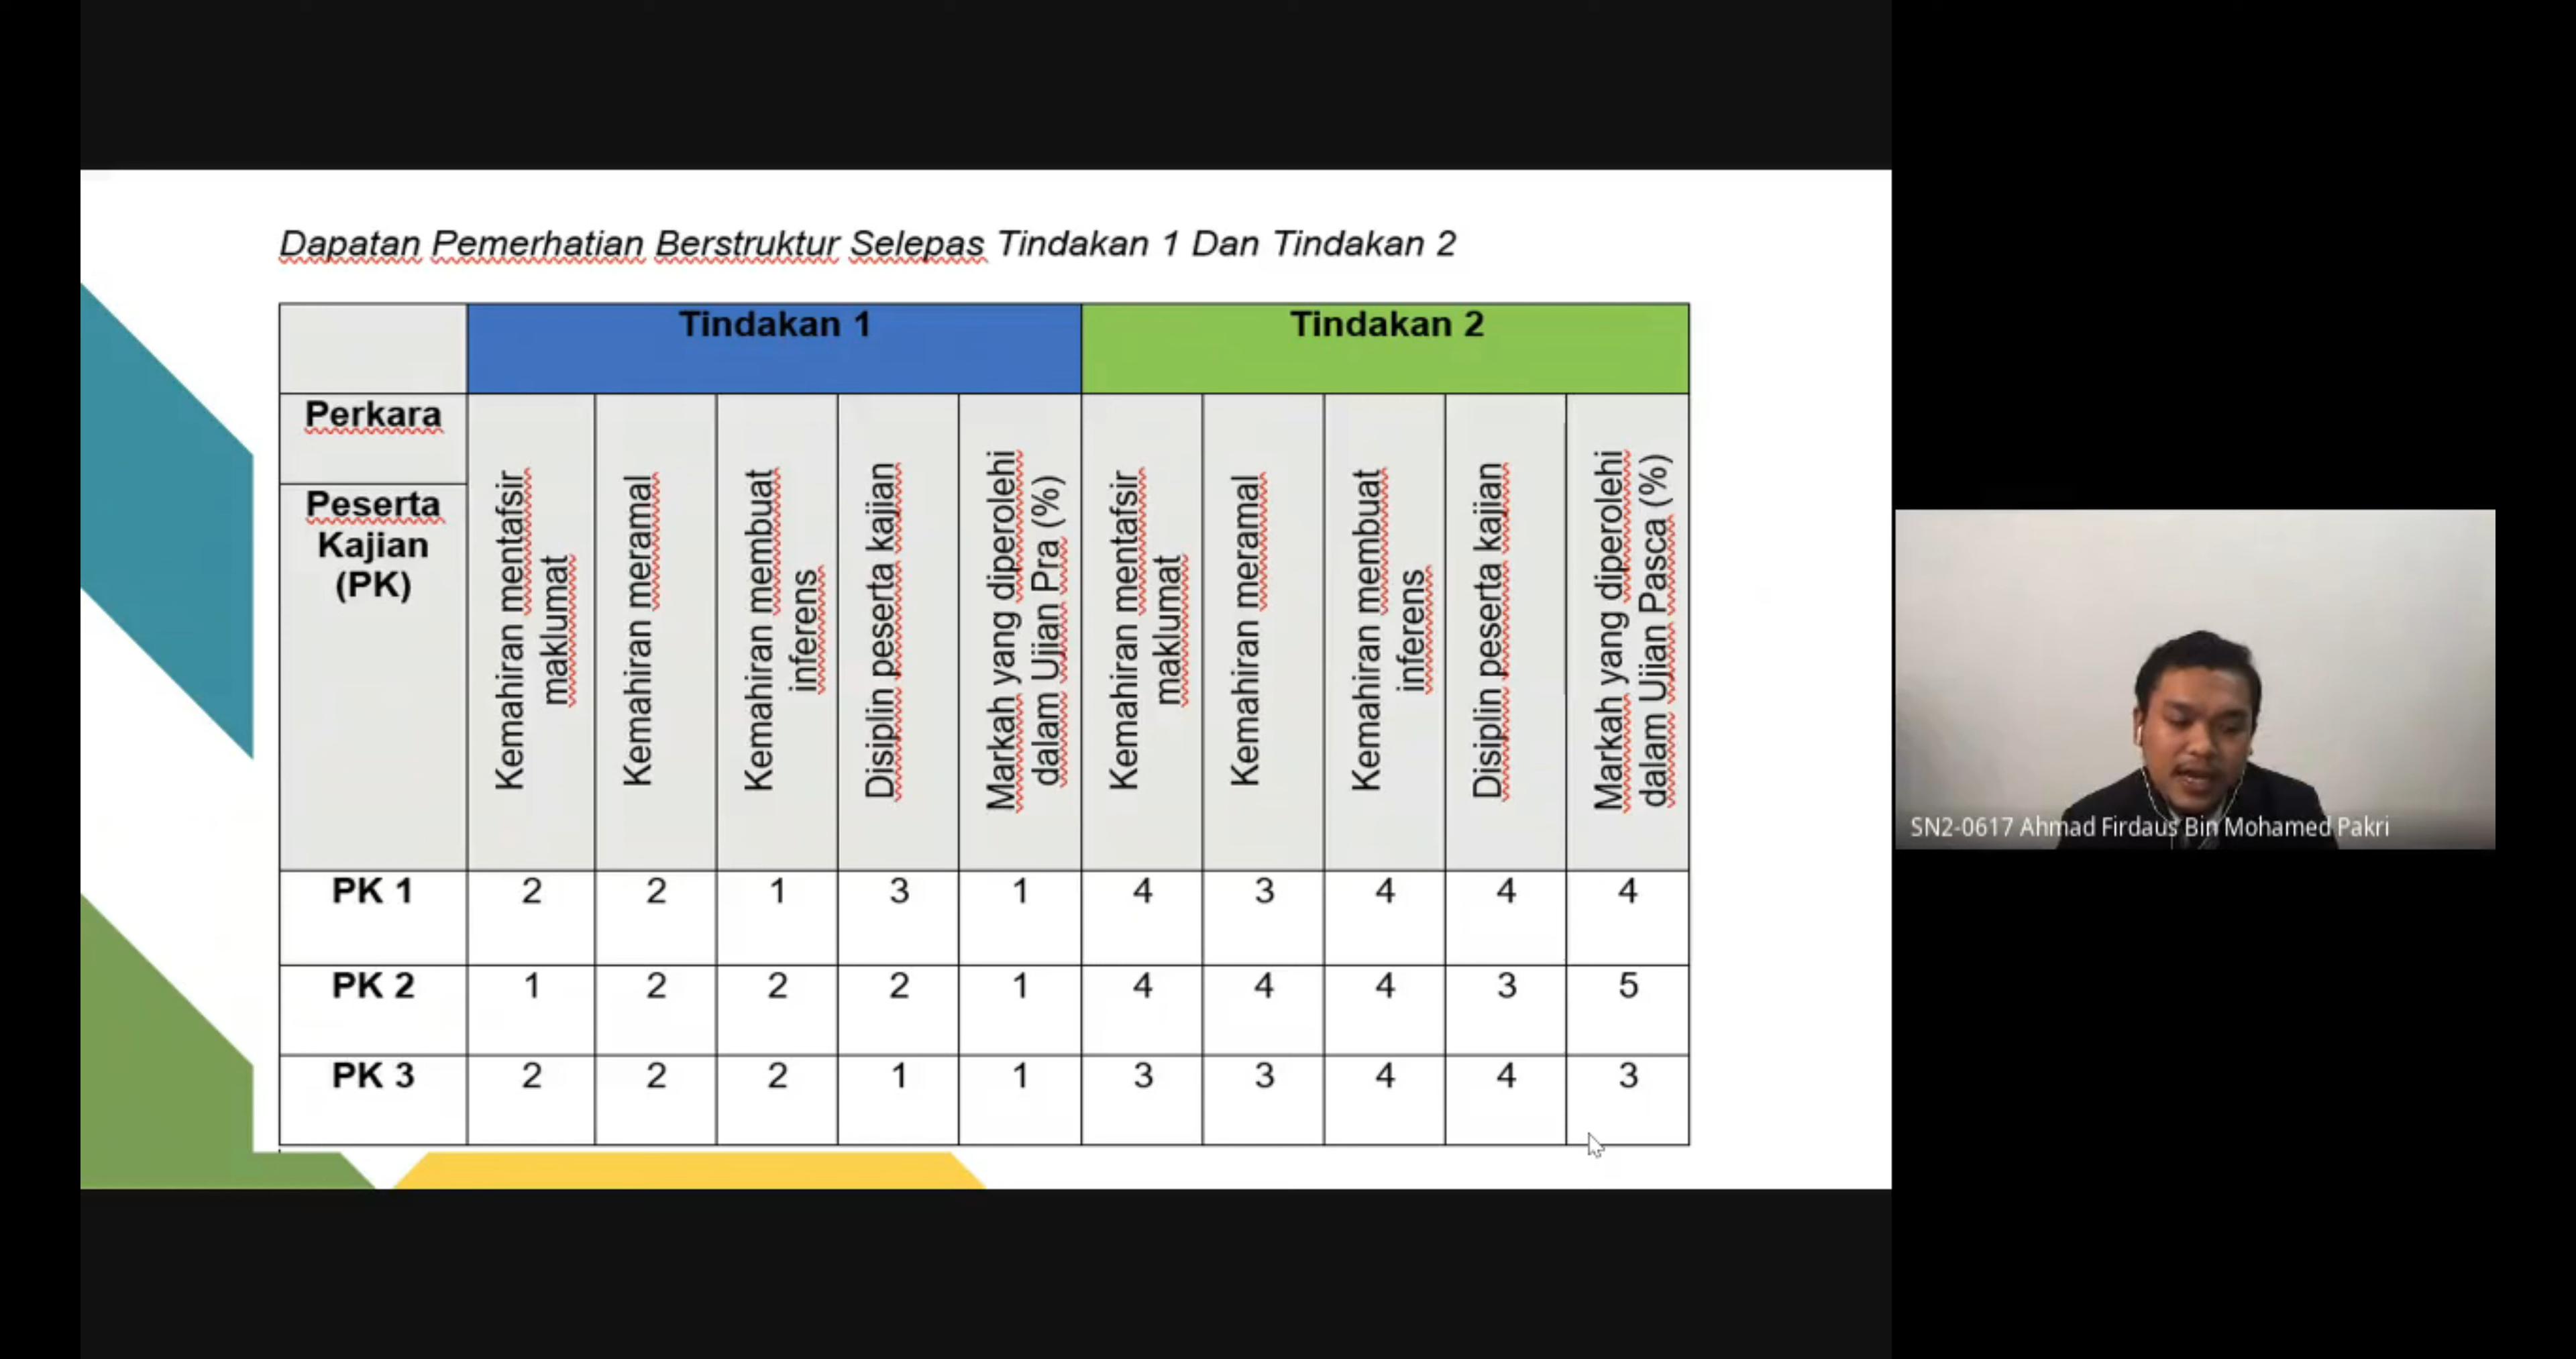 Dapatan Pemerhatian Berstruktur Selepas Tindakan 1 Dan Tindakan 2
Tindakan 1
Tindakan 2
Perkara
Peserta
Kajian
(PK)
Kemahiran mentafsir
maklumat
Kemahiran meramal
Kemahiran membuat
inferens
Disiplin peserta kajian
Markah yang diperolehi
dalam Ujian Pra (%)
Kemahiran mentafsir
maklumat
Kemahiran meramal
Kemahiran membuat
inferens
Disiplin peserta kajian
Markah yang diperolehi
dalam Ujian Pasca (%)
PK 1 2 2 1 3 1 4 3 4 4 4
PK 2 1 2 2 2 1 4 4 4 3 5
PK 3 2 2 2 1 1 3 3 4 4 3
SN2-0617 Ahmad Firdaus Bin Mohamed Pakri